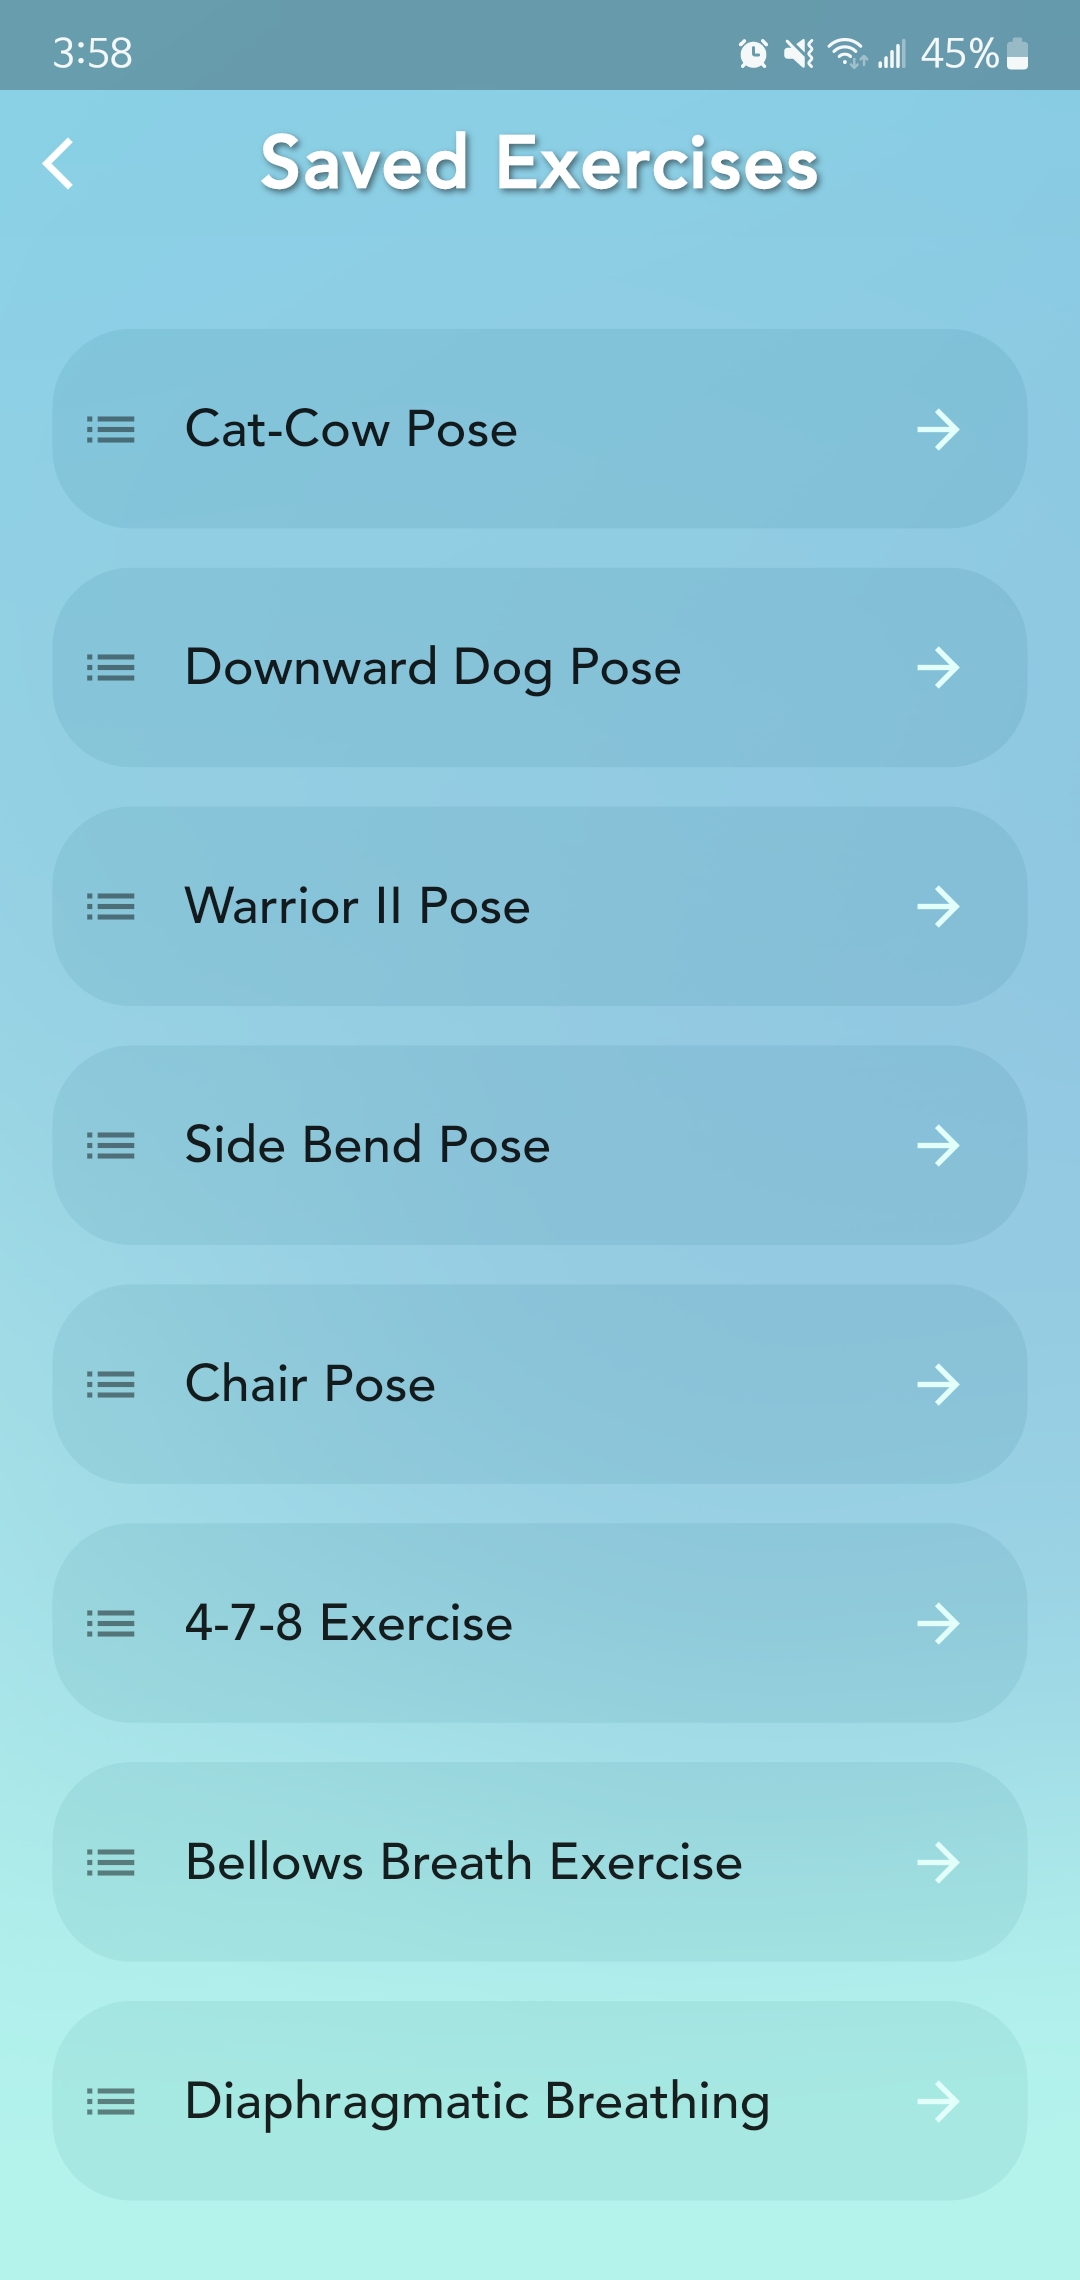 3:58 45%
Saved Exercises
Cat-Cow Pose
Downward Dog Pose
Warrior II Pose
Side Bend Pose
Chair Pose
4-7-8 Exercise
Bellows Breath Exercise
Diaphragmatic Breathing